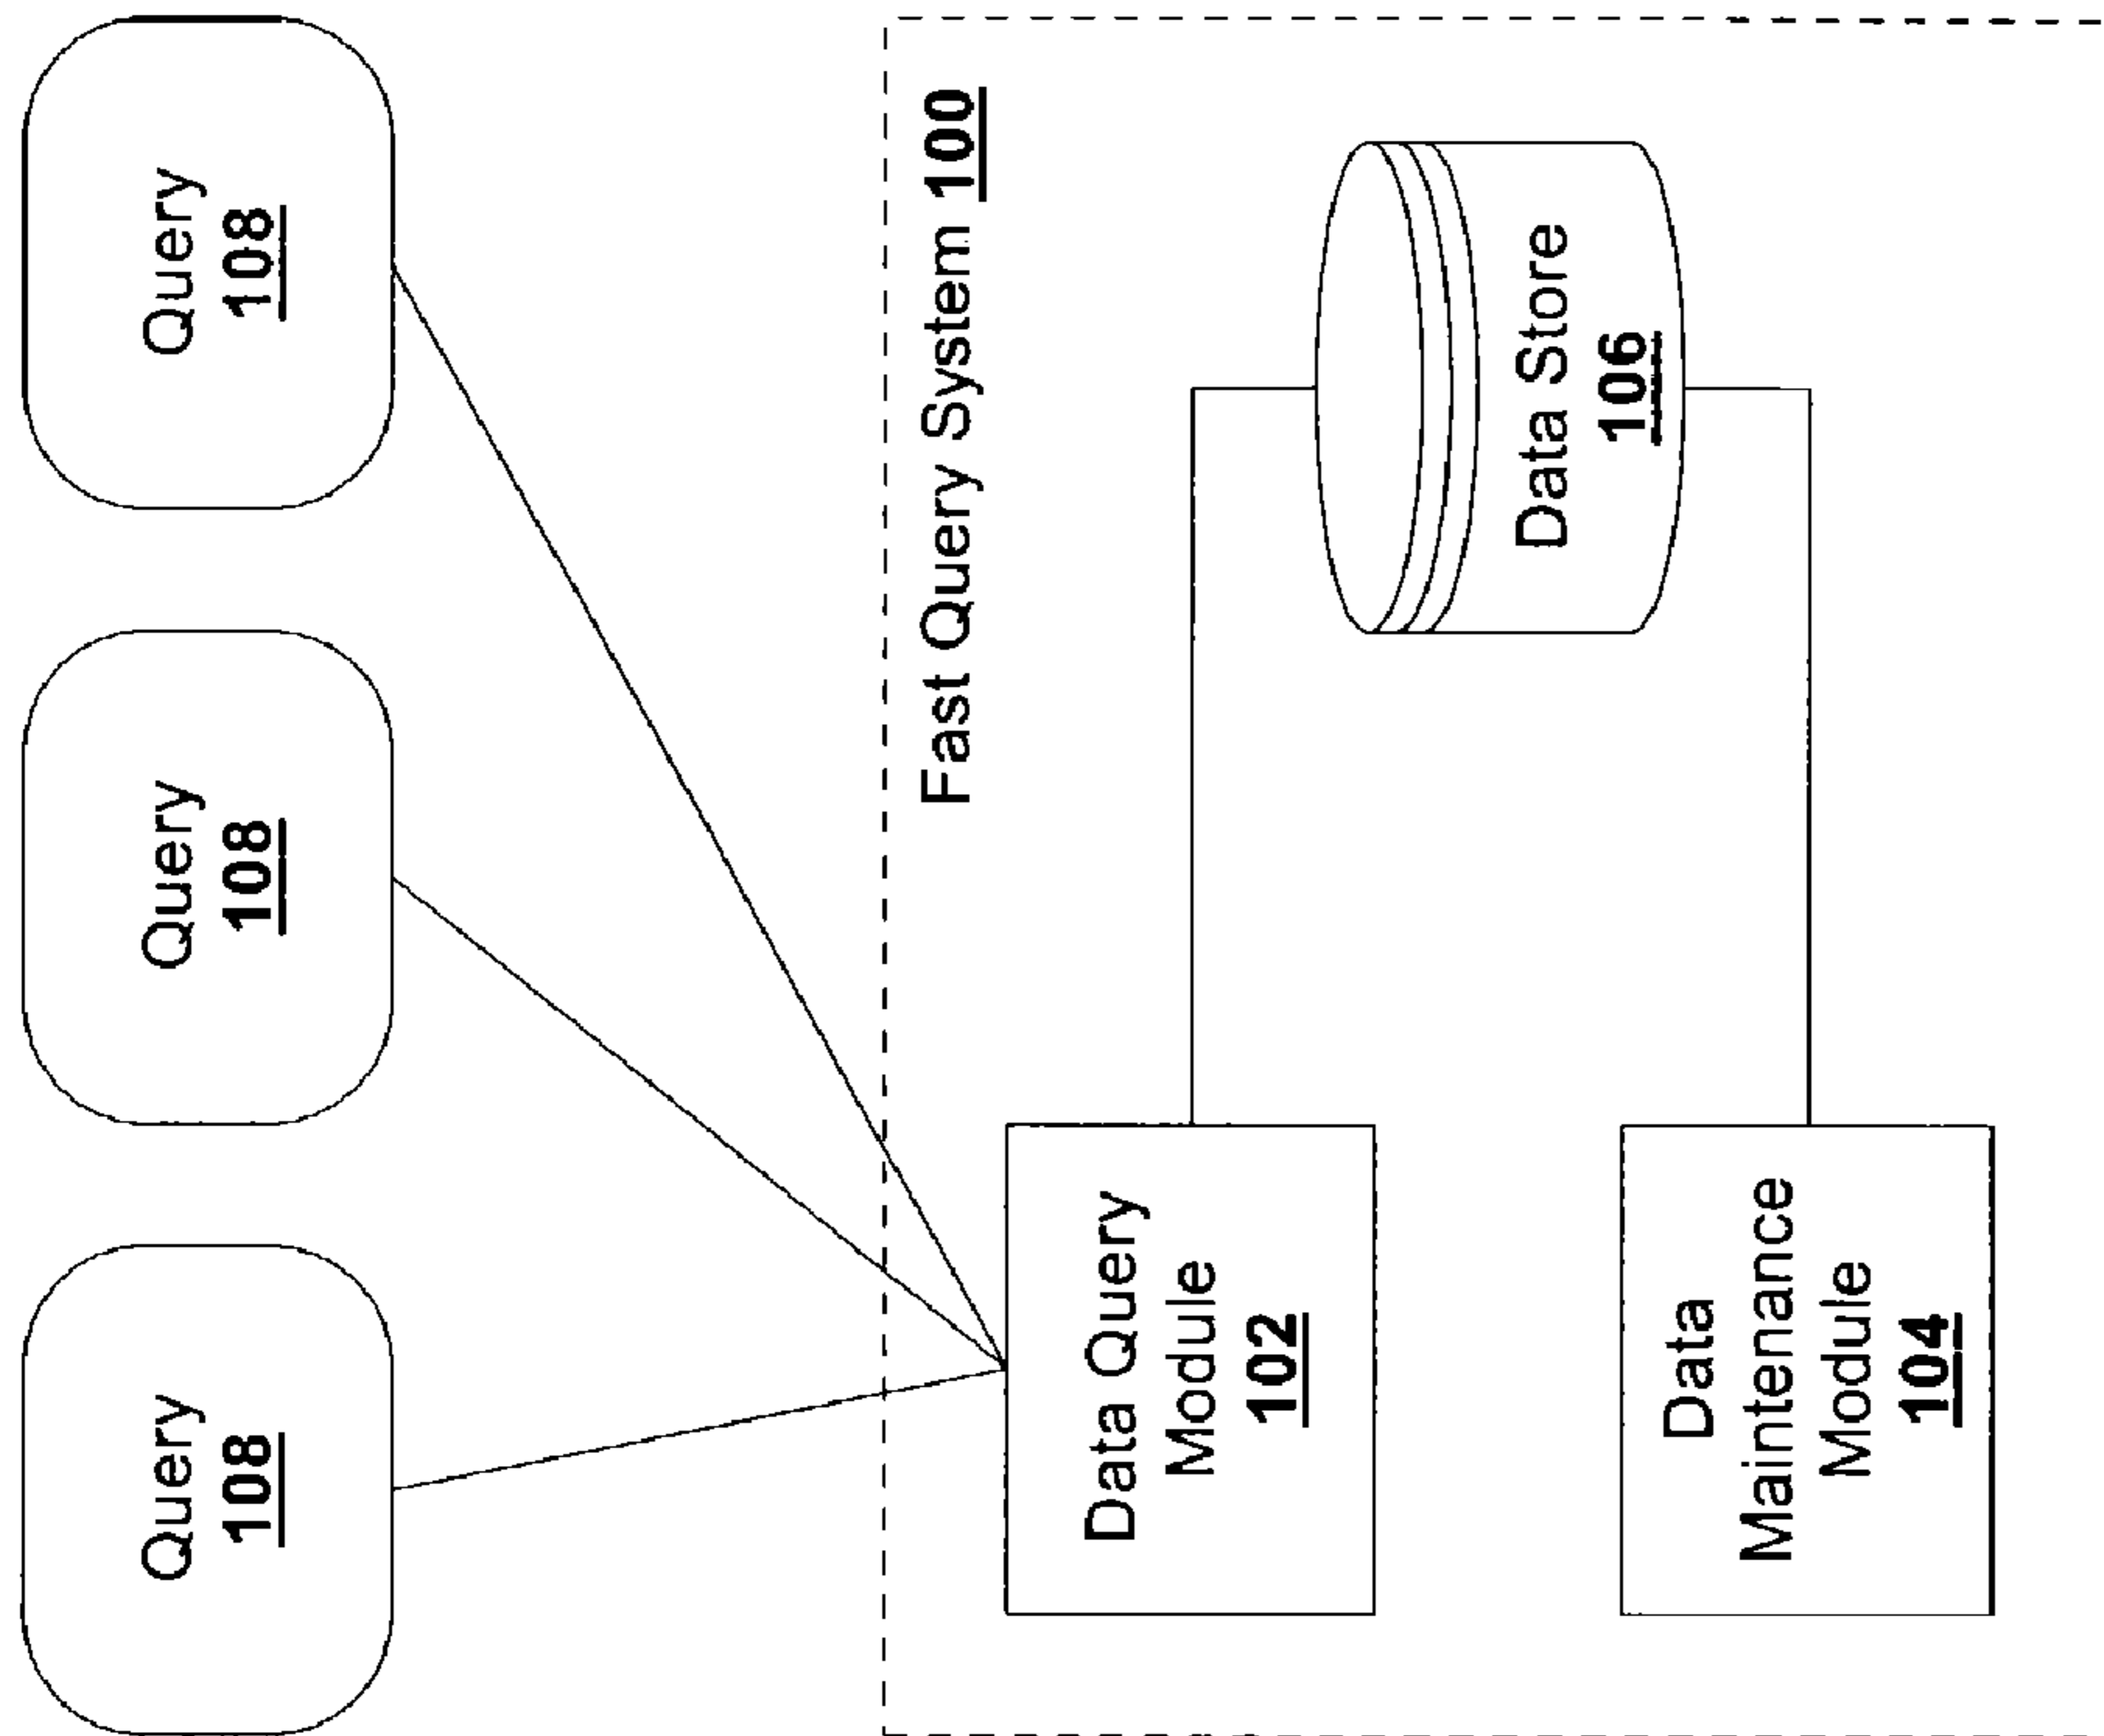 Query
108
Query
108
Query
108
Fast Query System 100
Data Query
Module
102
Data Store
106
Data
Maintenance
Module
104